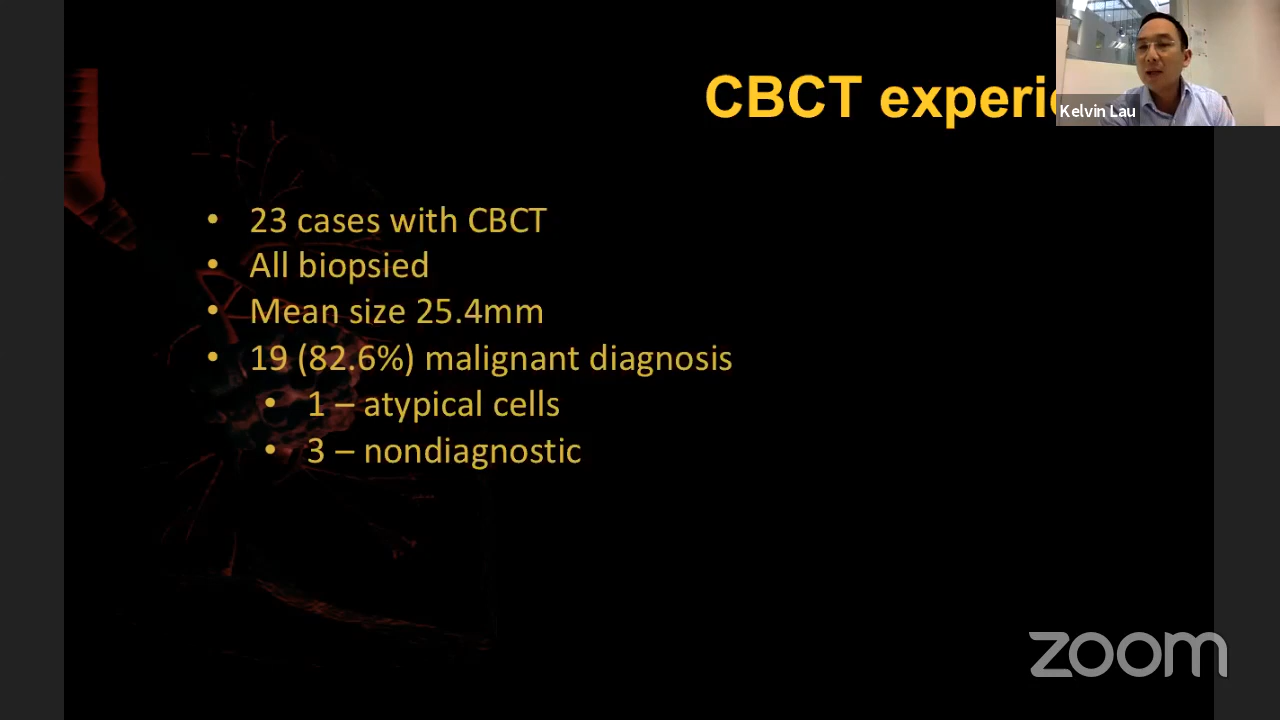 CBCT experi
Kelvin Lau
• 23 cases with CBCT
• All biopsied
• Mean size 25.4mm
• 19 (82.6%) malignant diagnosis
• 1 – atypical cells
• 3 – nondiagnostic
zoom